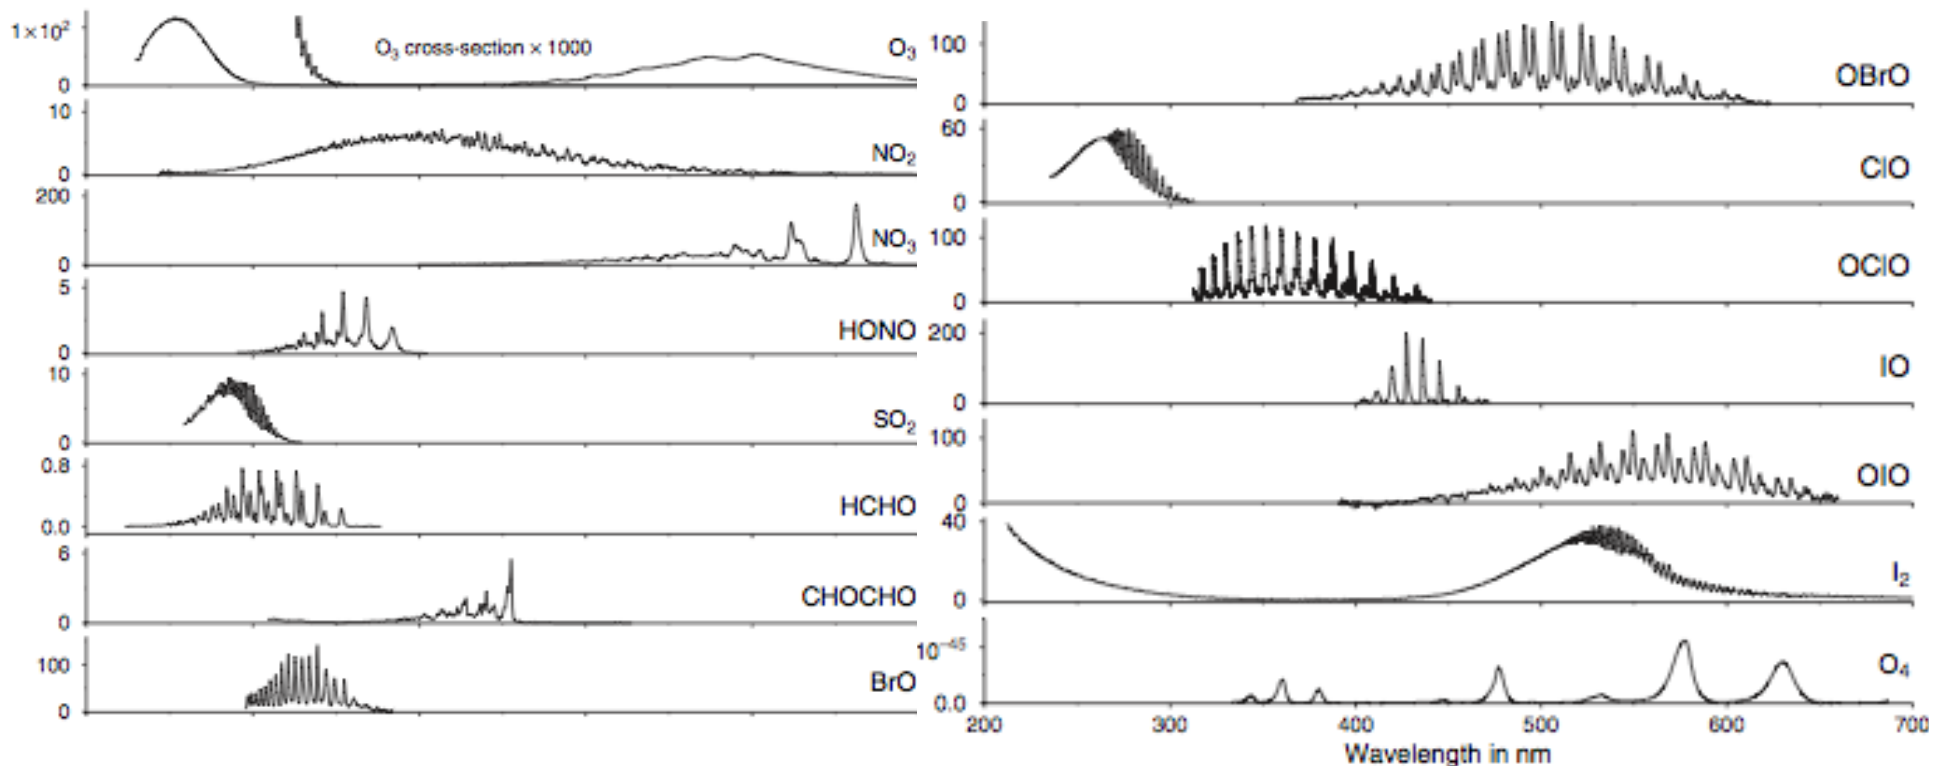 1×10²
0
O₃ cross-section × 1000
O₃
10
0
NO₂
200
0
NO₃
5
0
HONO
10
0
SO₂
0.8
0.0
HCHO
6
0
CHOCHO
100
0
BrO
100
0
OBrO
60
0
ClO
100
0
OClO
200
0
IO
100
0
OIO
40
0
I₂
10⁻⁴⁵
0.0
O₄
200 300 400 500 600 700
Wavelength in nm